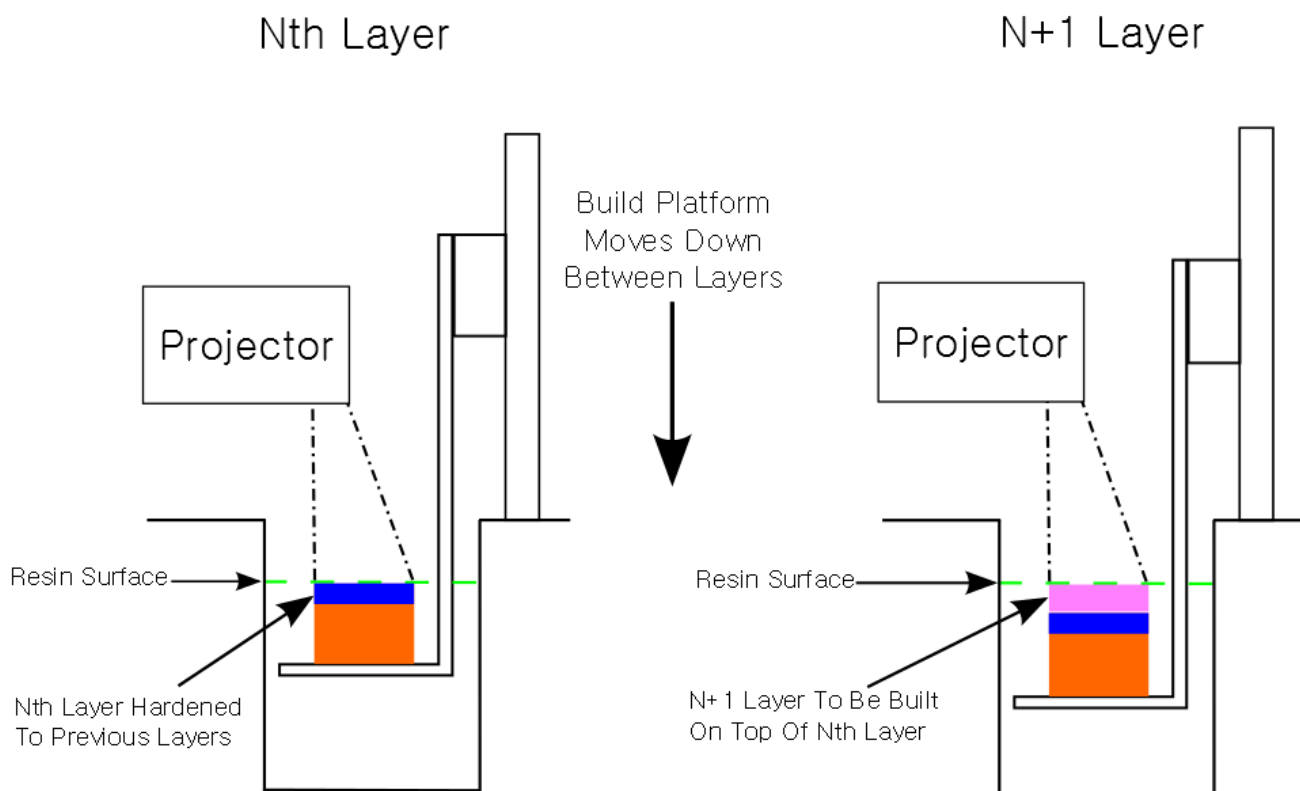 Nth Layer
N+1 Layer
Build Platform
Moves Down
Between Layers
Projector
Projector
Resin Surface
Resin Surface
Nth Layer Hardened
To Previous Layers
N+1 Layer To Be Built
On Top Of Nth Layer